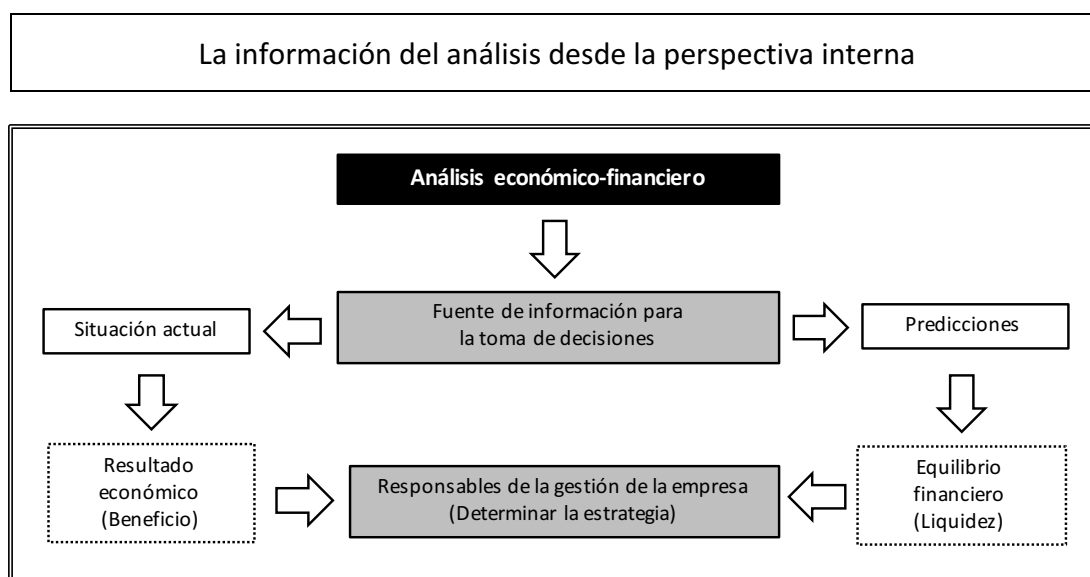 La información del análisis desde la perspectiva interna
Análisis económico-financiero
Situación actual
Fuente de información para
la toma de decisiones
Predicciones
Resultado
económico
(Beneficio)
Responsables de la gestión de la empresa
(Determinar la estrategia)
Equilibrio
financiero
(Liquidez)